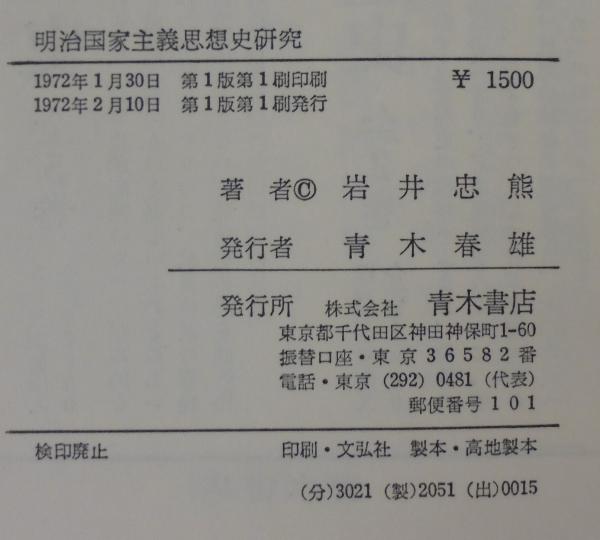 明治国家主義思想史研究
1972年1月30日 第1版第1刷印刷 ¥ 1500
1972年2月10日 第1版第1刷発行
著者© 岩井忠熊
発行者 青木春雄
発行所 株式会社 青木書店
東京都千代田区神田神保町1-60
振替口座・東京36582番
電話・東京 (292) 0481 (代表)
郵便番号101
検印廃止 印刷・文弘社 製本・高地製本
(分)3021 (製)2051 (出)0015